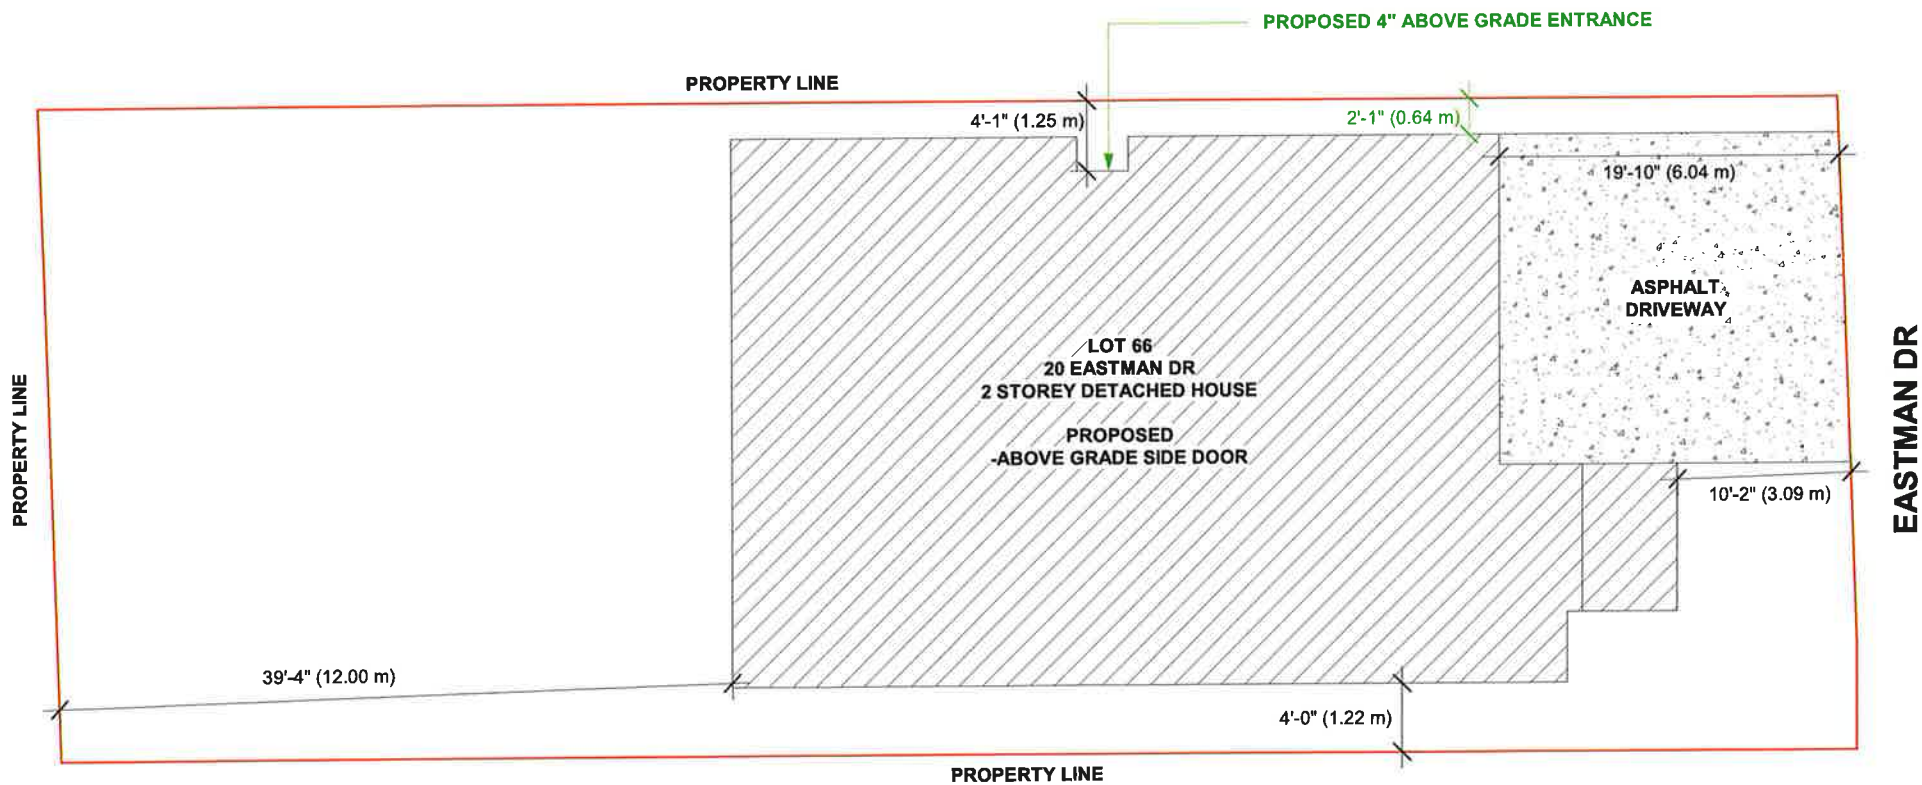 PROPOSED 4" ABOVE GRADE ENTRANCE
PROPERTY LINE
4'-1" (1.25 m)
2'-1" (0.64 m)
19'-10" (6.04 m)
ASPHALT
DRIVEWAY
LOT 66
20 EASTMAN DR
2 STOREY DETACHED HOUSE
PROPOSED
-ABOVE GRADE SIDE DOOR
PROPERTY LINE
EASTMAN DR
10'-2" (3.09 m)
39'-4" (12.00 m)
4'-0" (1.22 m)
PROPERTY LINE